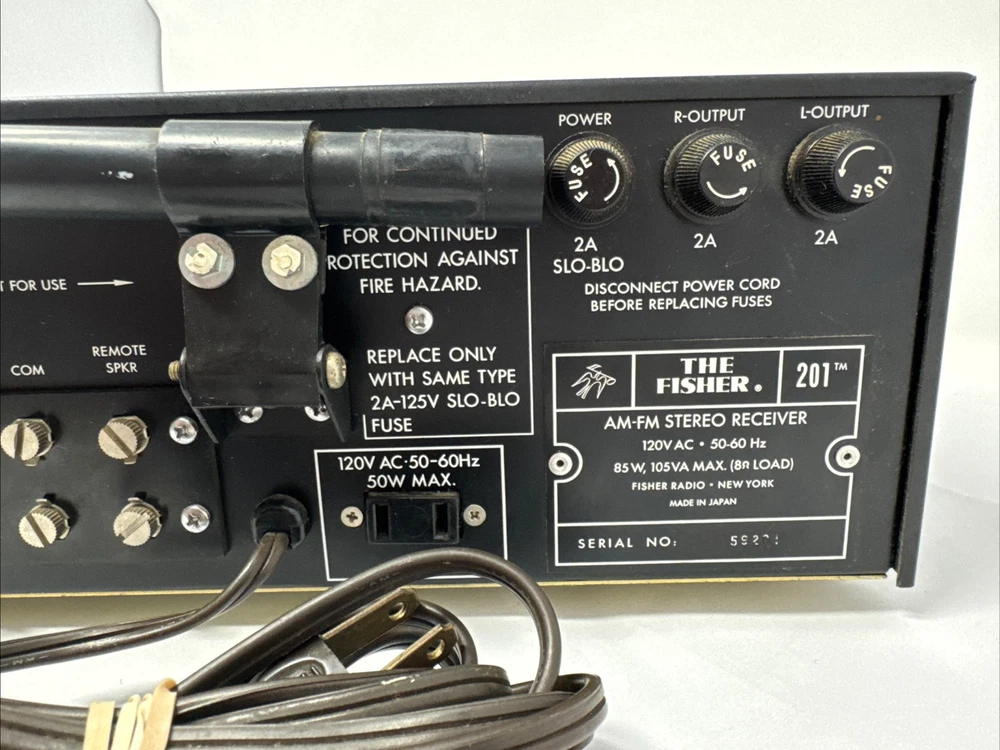 POWER
R-OUTPUT
L-OUTPUT
FUSE
FUSE
FUSE
2A
SLO-BLO
2A
2A
DISCONNECT POWER CORD
BEFORE REPLACING FUSES
FOR CONTINUED
ROTECTION AGAINST
FIRE HAZARD.
REPLACE ONLY
WITH SAME TYPE
2A-125V SLO-BLO
FUSE
T FOR USE
COM
REMOTE
SPKR
120V AC·50-60Hz
50W MAX.
THE
FISHER®
201™
AM-FM STEREO RECEIVER
120V AC • 50-60 Hz
85W, 105VA MAX. (8Ω LOAD)
FISHER RADIO • NEW YORK
MADE IN JAPAN
SERIAL NO: